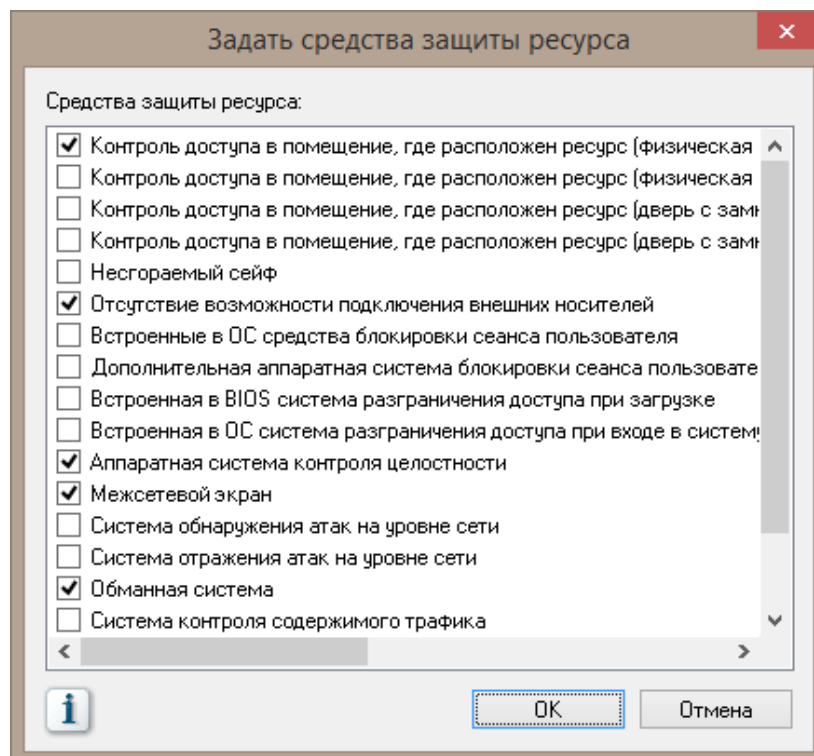 Задать средства защиты ресурса
Средства защиты ресурса:
Контроль доступа в помещение, где расположен ресурс (физическая
Контроль доступа в помещение, где расположен ресурс (физическая
Контроль доступа в помещение, где расположен ресурс (дверь с замк
Контроль доступа в помещение, где расположен ресурс (дверь с замк
Несгораемый сейф
Отсутствие возможности подключения внешних носителей
Встроенные в ОС средства блокировки сеанса пользователя
Дополнительная аппаратная система блокировки сеанса пользовате
Встроенная в BIOS система разграничения доступа при загрузке
Встроенная в ОС система разграничения доступа при входе в систему
Аппаратная система контроля целостности
Межсетевой экран
Система обнаружения атак на уровне сети
Система отражения атак на уровне сети
Обманная система
Система контроля содержимого трафика
OK
Отмена